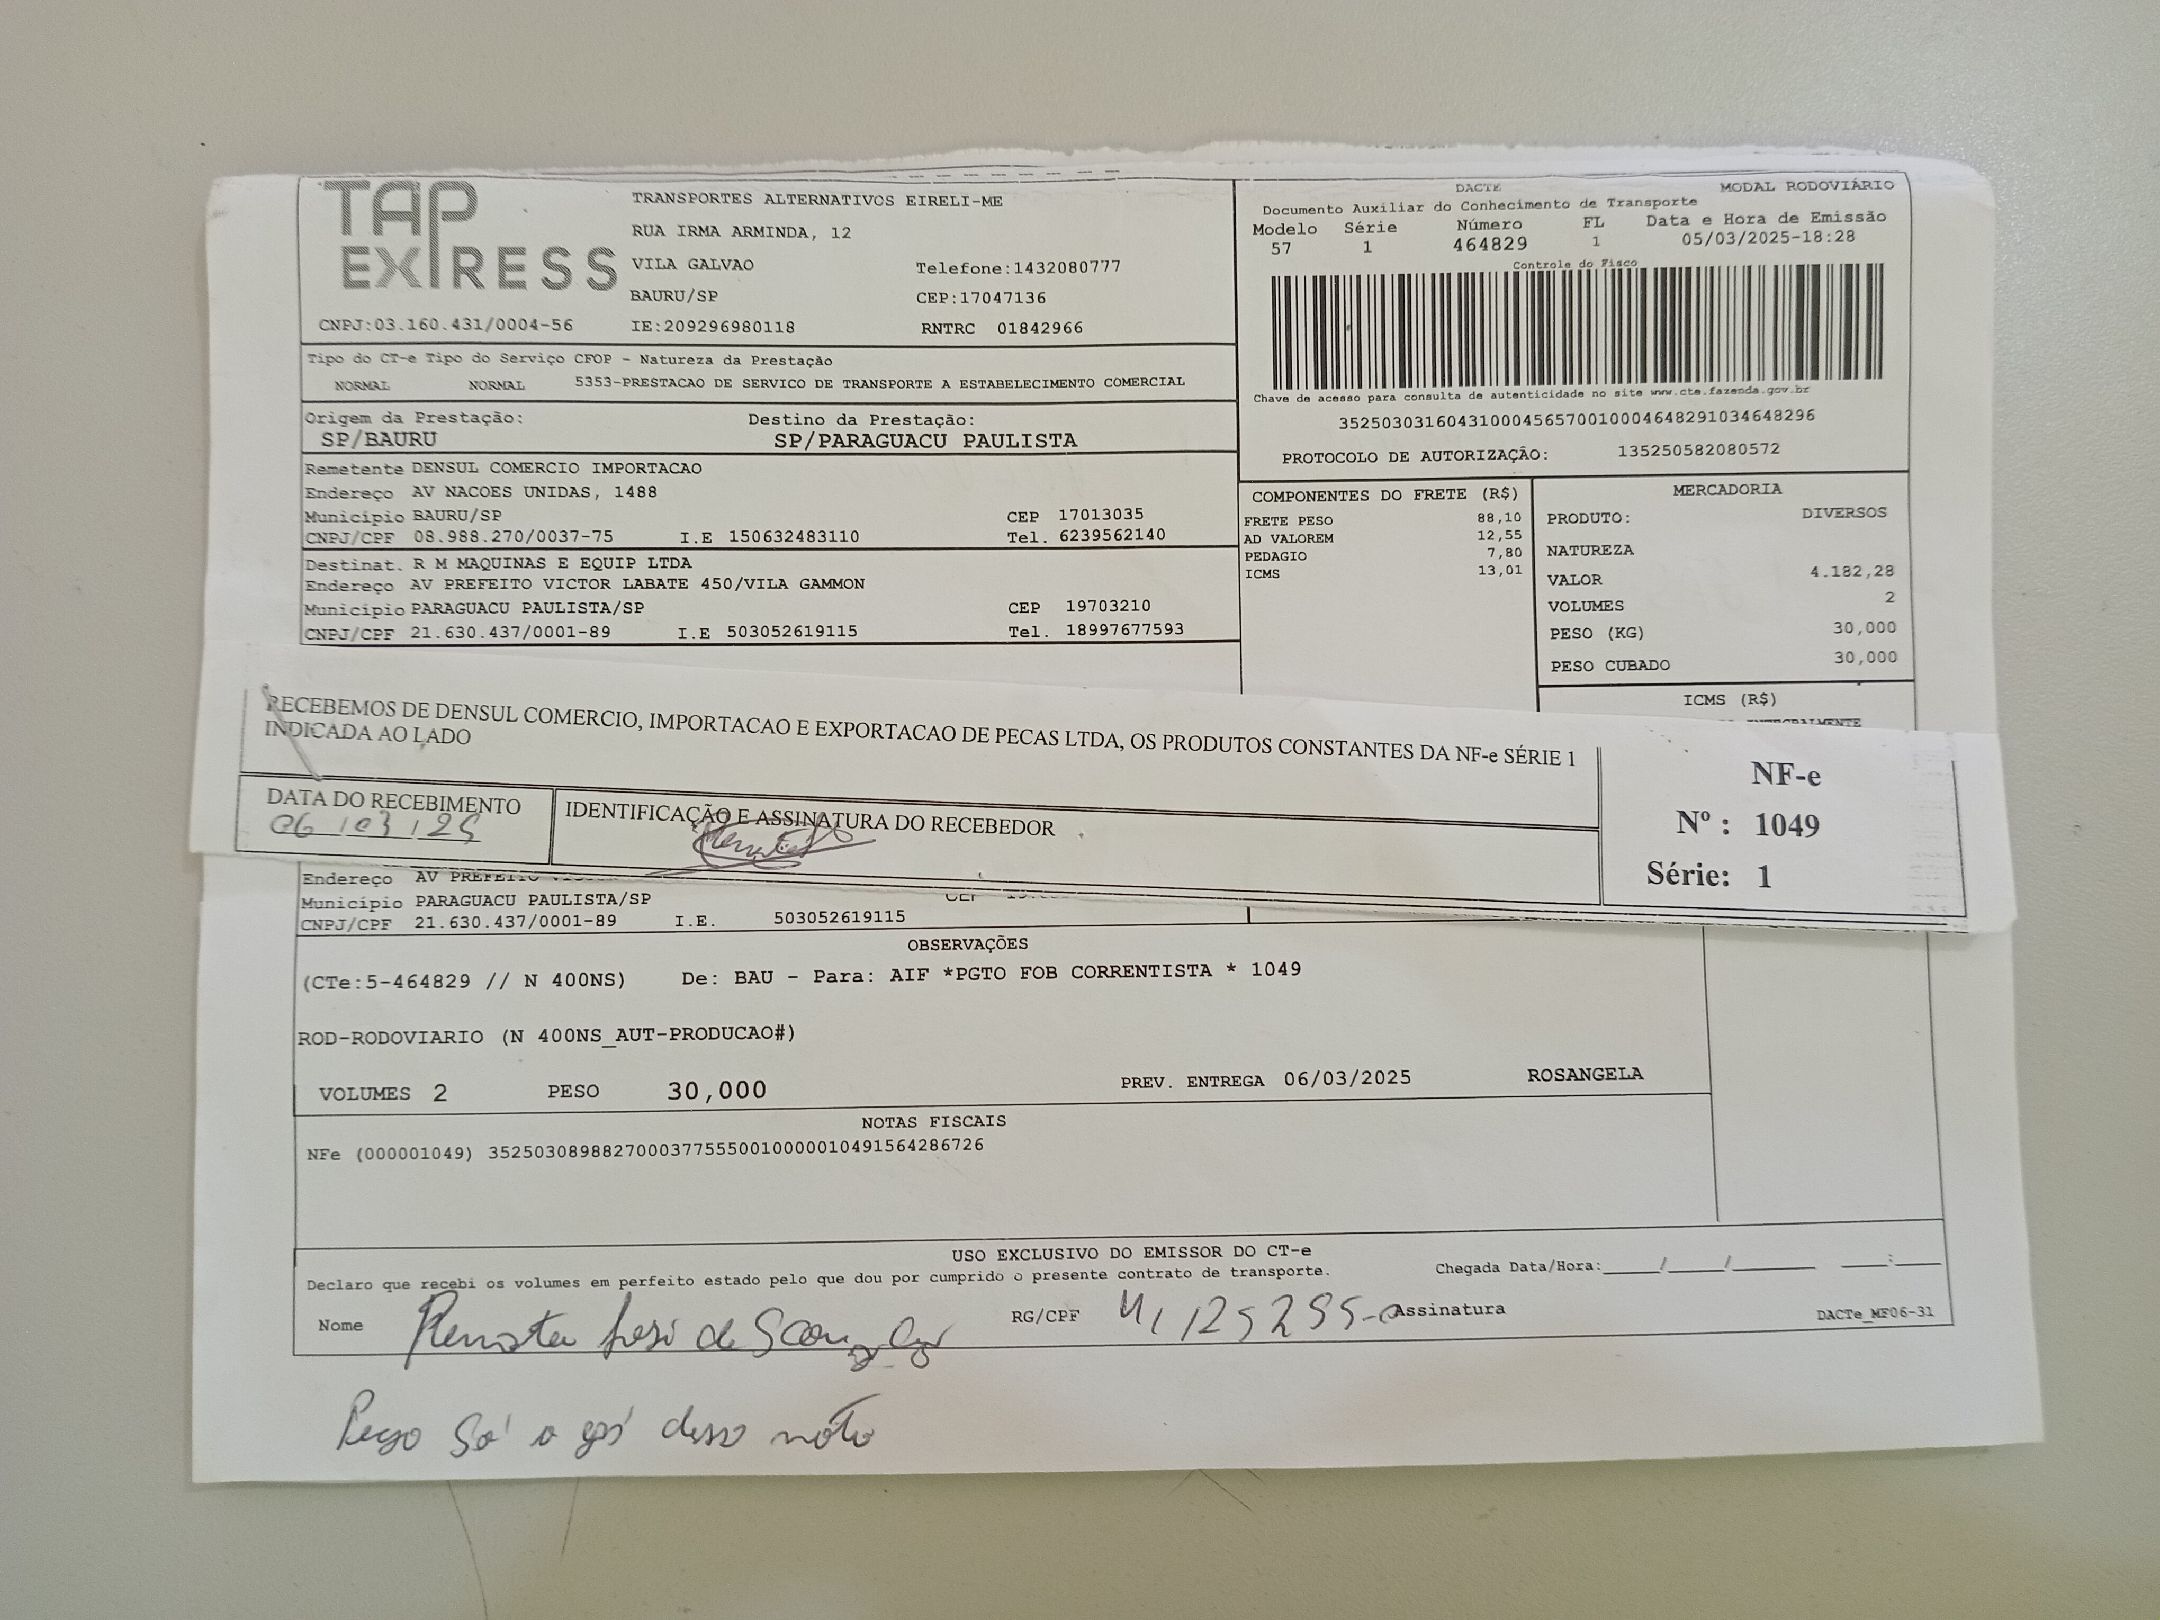 TAP EXPRESS
TRANSPORTES ALTERNATIVOS EIRELI-ME
RUA IRMA ARMINDA, 12
VILA GALVAO Telefone:1432080777
BAURU/SP CEP:17047136
CNPJ:03.160.431/0004-56 IE:209296980118 RNTRC 01842966
DACTE MODAL RODOVIÁRIO
Documento Auxiliar do Conhecimento de Transporte
Modelo Série Número FL Data e Hora de Emissão
57 1 464829 1 05/03/2025-18:28
Controle do Fisco
Chave de acesso para consulta de autenticidade no site www.cte.fazenda.gov.br
35250303160431000456570010004648291034648296
PROTOCOLO DE AUTORIZAÇÃO: 135250582080572
Tipo do CT-e Tipo do Serviço CFOP - Natureza da Prestação
NORMAL NORMAL 5353-PRESTACAO DE SERVICO DE TRANSPORTE A ESTABELECIMENTO COMERCIAL
Origem da Prestação: Destino da Prestação:
SP/BAURU SP/PARAGUACU PAULISTA
Remetente DENSUL COMERCIO IMPORTACAO
Endereço AV NACOES UNIDAS, 1488
Município BAURU/SP CEP 17013035
CNPJ/CPF 08.988.270/0037-75 I.E 150632483110 Tel. 6239562140
Destinat. R M MAQUINAS E EQUIP LTDA
Endereço AV PREFEITO VICTOR LABATE 450/VILA GAMMON
Município PARAGUACU PAULISTA/SP CEP 19703210
CNPJ/CPF 21.630.437/0001-89 I.E 503052619115 Tel. 18997677593
COMPONENTES DO FRETE (R$)
FRETE PESO 88,10
AD VALOREM 12,55
PEDAGIO 7,80
ICMS 13,01
MERCADORIA
PRODUTO: DIVERSOS
NATUREZA
VALOR 4.182,28
VOLUMES 2
PESO (KG) 30,000
PESO CUBADO 30,000
ICMS (R$)
RECEBEMOS DE DENSUL COMERCIO, IMPORTACAO E EXPORTACAO DE PECAS LTDA, OS PRODUTOS CONSTANTES DA NF-e SÉRIE 1
INDICADA AO LADO
DATA DO RECEBIMENTO
06/03/25
IDENTIFICAÇÃO E ASSINATURA DO RECEBEDOR
NF-e
Nº : 1049
Série: 1
Endereço AV PREFEITO
Município PARAGUACU PAULISTA/SP
CNPJ/CPF 21.630.437/0001-89 I.E. 503052619115
OBSERVAÇÕES
(CTe:5-464829 // N 400NS) De: BAU - Para: AIF *PGTO FOB CORRENTISTA * 1049
ROD-RODOVIARIO (N 400NS_AUT-PRODUCAO#)
VOLUMES 2 PESO 30,000 PREV. ENTREGA 06/03/2025 ROSANGELA
NOTAS FISCAIS
NFe (000001049) 35250308988270003775550010000010491564286726
USO EXCLUSIVO DO EMISSOR DO CT-e
Declaro que recebi os volumes em perfeito estado pelo que dou por cumprido o presente contrato de transporte. Chegada Data/Hora:____/____/______ ___:___
Nome RG/CPF Assinatura DACTe_MF06-31